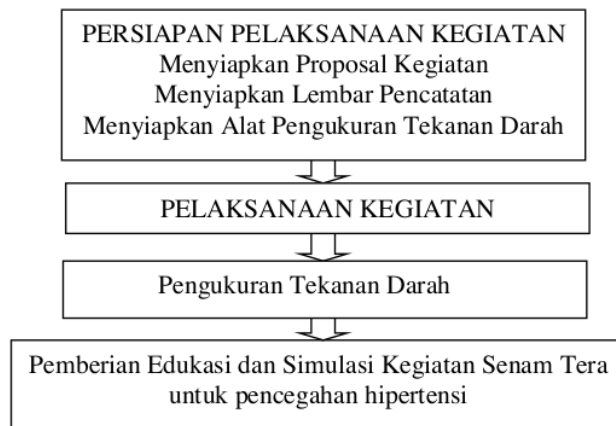 PERSIAPAN PELAKSANAAN KEGIATAN
Menyiapkan Proposal Kegiatan
Menyiapkan Lembar Pencatatan
Menyiapkan Alat Pengukuran Tekanan Darah
PELAKSANAAN KEGIATAN
Pengukuran Tekanan Darah
Pemberian Edukasi dan Simulasi Kegiatan Senam Tera
untuk pencegahan hipertensi